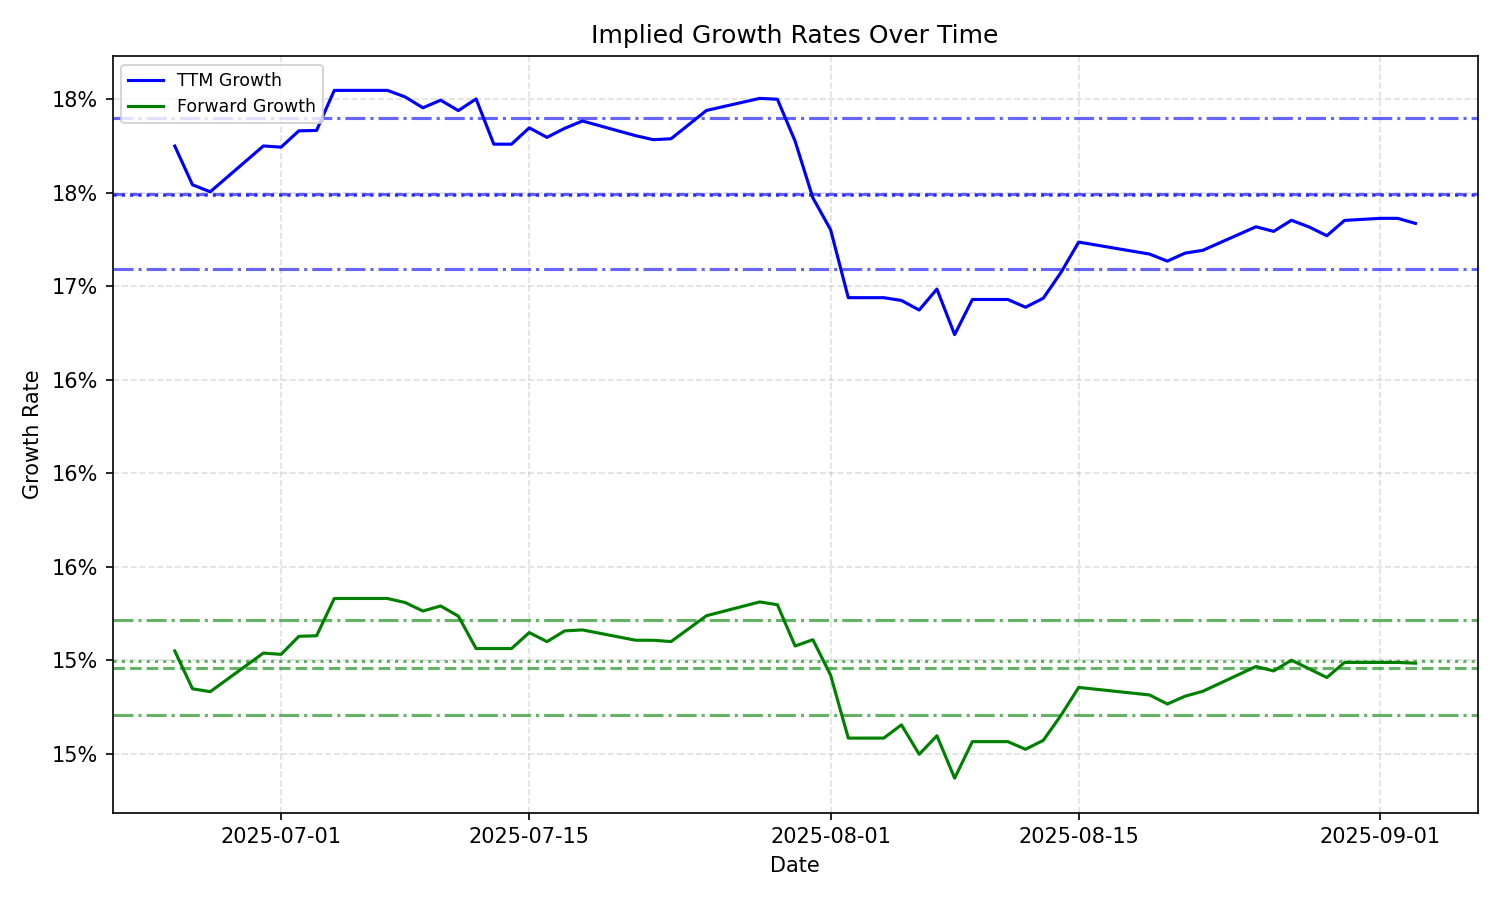 Implied Growth Rates Over Time
TTM Growth
Forward Growth
Growth Rate
18%
18%
17%
16%
16%
16%
15%
15%
2025-07-01
2025-07-15
2025-08-01
2025-08-15
2025-09-01
Date